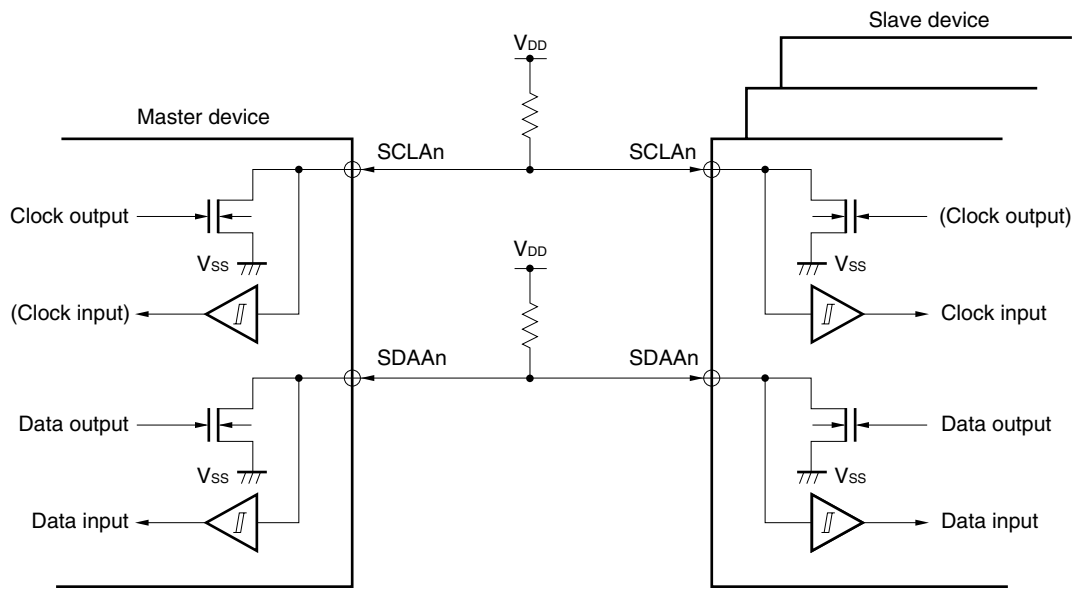 Slave device
VDD
Master device
SCLAn SCLAn
Clock output
(Clock output)
VSS
VSS
VDD
(Clock input)
Clock input
SDAAn SDAAn
Data output
Data output
VSS
VSS
Data input
Data input